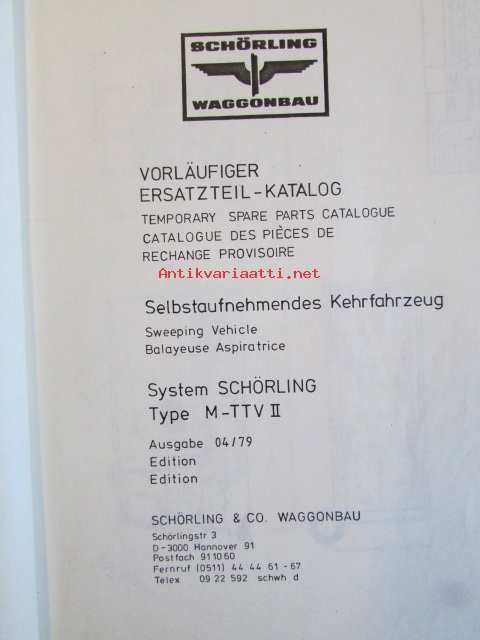 SCHÖRLING
WAGGONBAU
VORLÄUFIGER
ERSATZTEIL-KATALOG
TEMPORARY SPARE PARTS CATALOGUE
CATALOGUE DES PIÈCES DE
RECHANGE PROVISOIRE
Antikvariaatti.net
Selbstaufnehmendes Kehrfahrzeug
Sweeping Vehicle
Balayeuse Aspiratrice
System SCHÖRLING
Type M-TTV II
Ausgabe 04/79
Edition
Edition
SCHÖRLING & CO. WAGGONBAU
Schörlingstr 3
D-3000 Hannover 91
Postfach 911060
Fernruf (0511) 44 44 61-67
Telex 09 22 592 schwh d